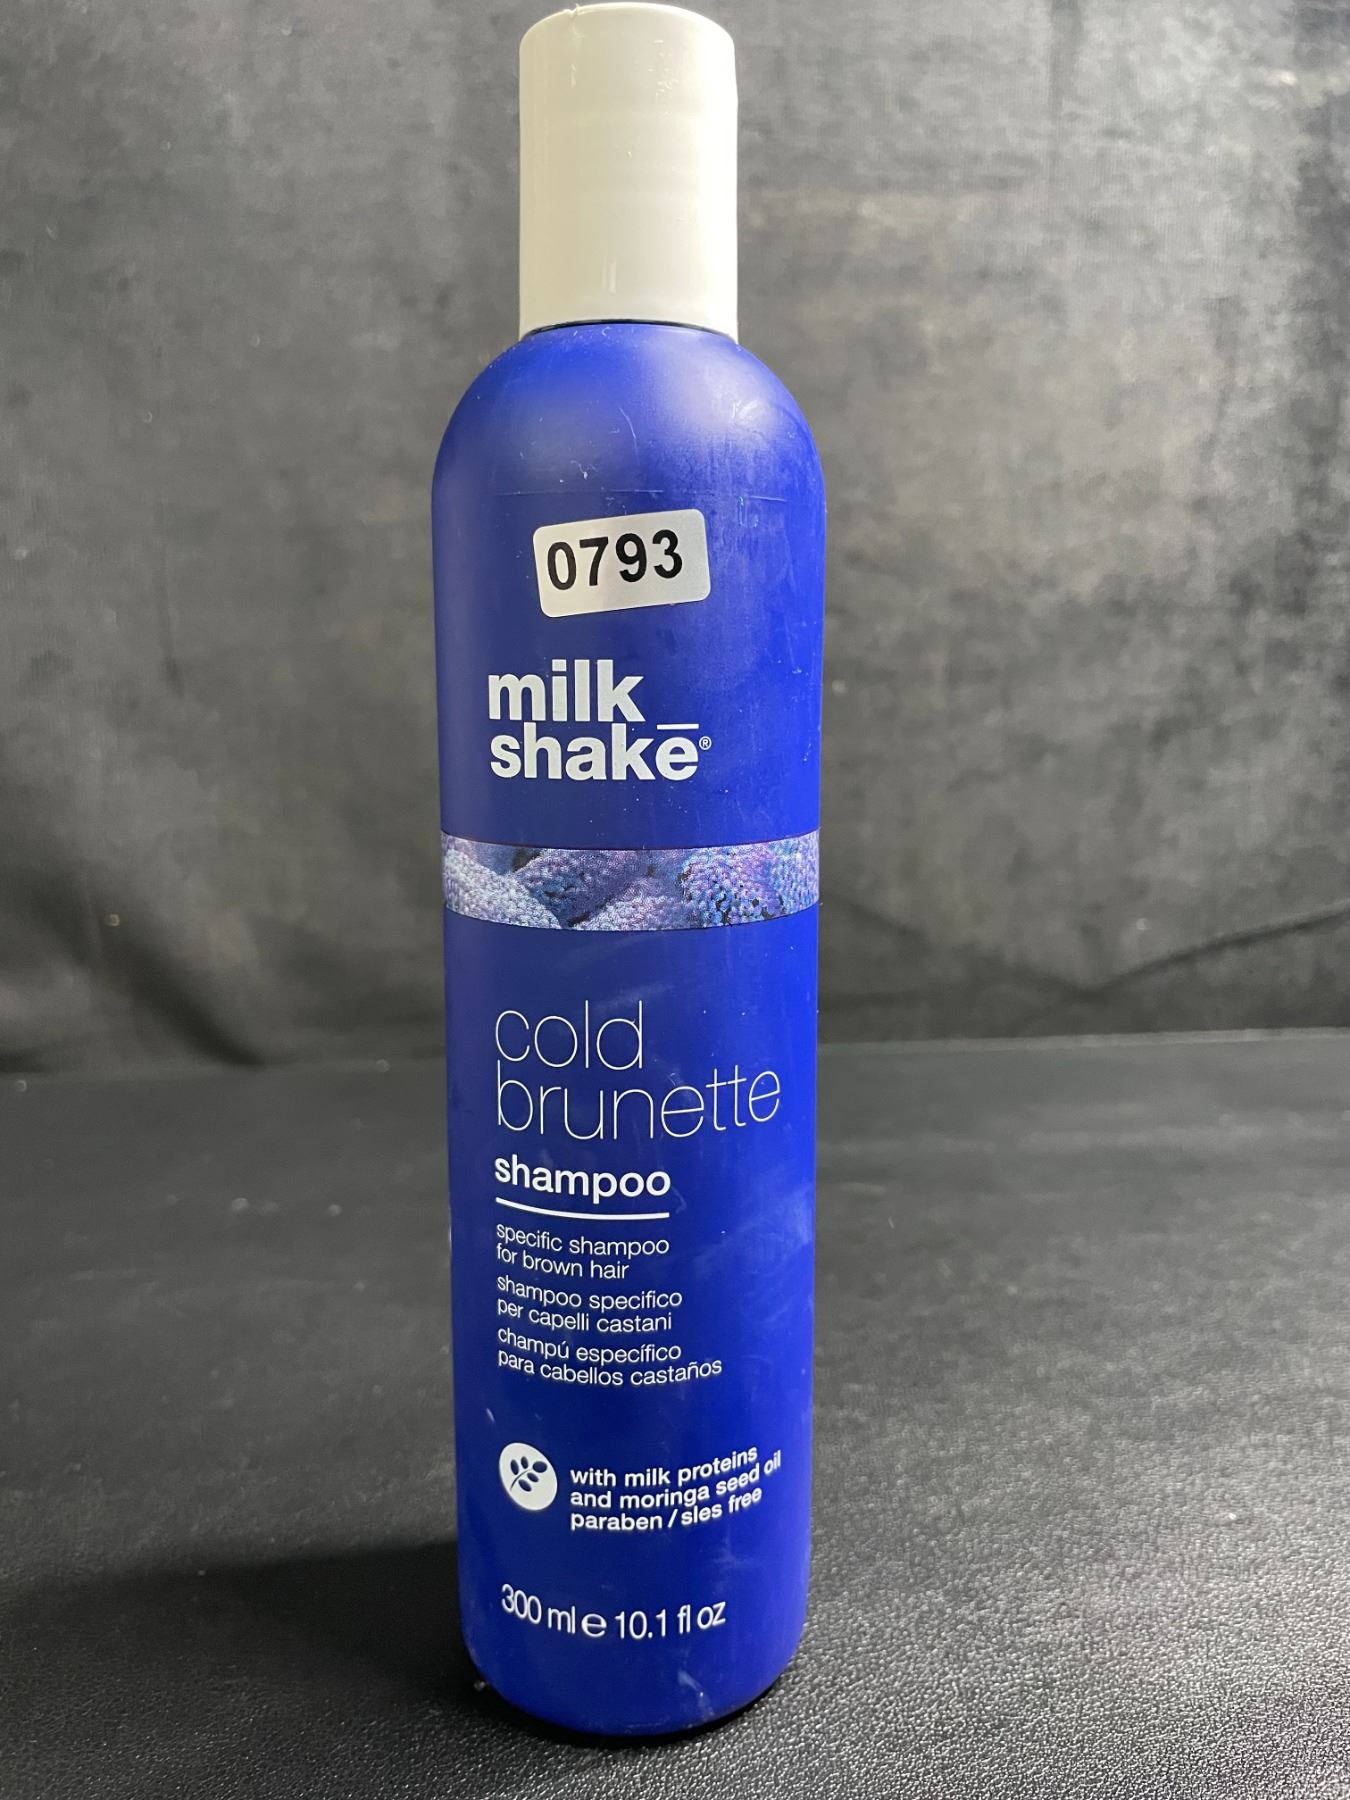 0793
milk_
shake®
cold
brunette
shampoo
specific shampoo
for brown hair
shampoo specifico
per capelli castani
champú específico
para cabellos castaños
with milk proteins
and moringa seed oil
paraben / sles free
300 ml e 10.1 fl oz